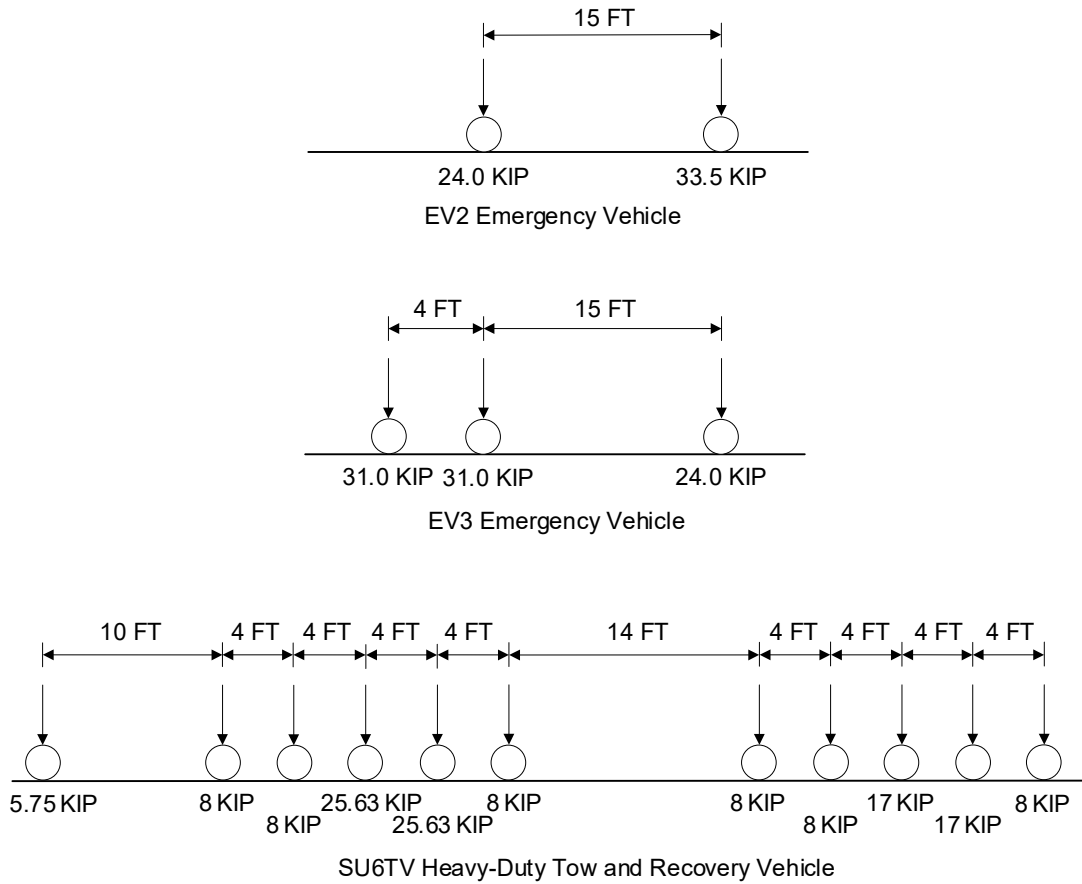 15 FT
24.0 KIP 33.5 KIP
EV2 Emergency Vehicle
4 FT 15 FT
31.0 KIP 31.0 KIP 24.0 KIP
EV3 Emergency Vehicle
10 FT 4 FT 4 FT 4 FT 4 FT 14 FT 4 FT 4 FT 4 FT 4 FT
5.75 KIP 8 KIP 25.63 KIP 8 KIP 8 KIP 17 KIP 8 KIP
8 KIP 25.63 KIP 8 KIP 17 KIP
SU6TV Heavy-Duty Tow and Recovery Vehicle